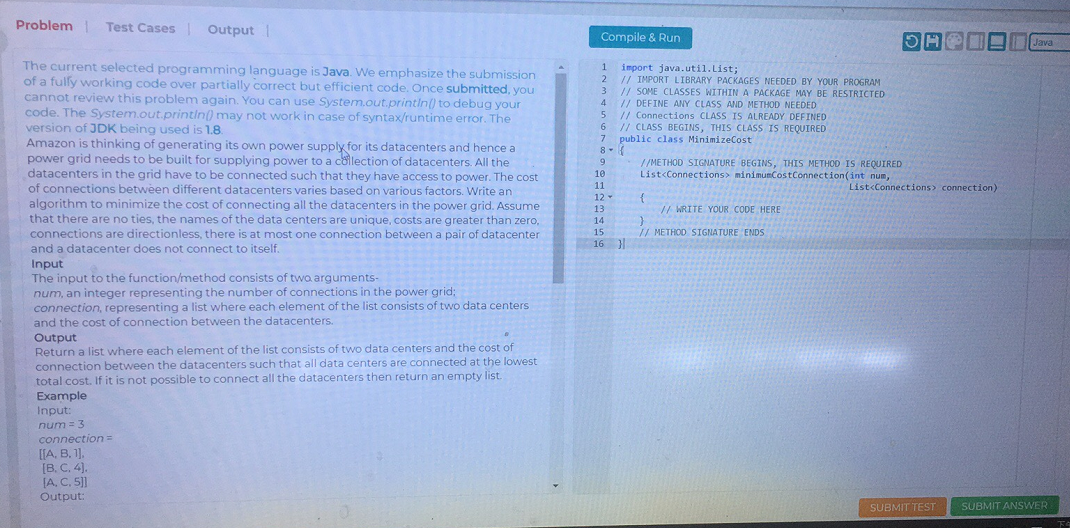 Problem | Test Cases | Output |
Compile & Run
Java
The current selected programming language is Java. We emphasize the submission
of a fully working code over partially correct but efficient code. Once submitted, you
cannot review this problem again. You can use System.out.println() to debug your
code. The System.out.println() may not work in case of syntax/runtime error. The
version of JDK being used is 1.8.
Amazon is thinking of generating its own power supply for its datacenters and hence a
power grid needs to be built for supplying power to a collection of datacenters. All the
datacenters in the grid have to be connected such that they have access to power. The cost
of connections between different datacenters varies based on various factors. Write an
algorithm to minimize the cost of connecting all the datacenters in the power grid. Assume
that there are no ties, the names of the data centers are unique, costs are greater than zero,
connections are directionless, there is at most one connection between a pair of datacenter
and a datacenter does not connect to itself.
Input
The input to the function/method consists of two arguments-
num, an integer representing the number of connections in the power grid;
connection, representing a list where each element of the list consists of two data centers
and the cost of connection between the datacenters.
Output
Return a list where each element of the list consists of two data centers and the cost of
connection between the datacenters such that all data centers are connected at the lowest
total cost. If it is not possible to connect all the datacenters then return an empty list.
Example
Input:
num = 3
connection =
[[A, B, 1],
[B, C, 4],
[A, C, 5]]
Output:
1 import java.util.List;
2 // IMPORT LIBRARY PACKAGES NEEDED BY YOUR PROGRAM
3 // SOME CLASSES WITHIN A PACKAGE MAY BE RESTRICTED
4 // DEFINE ANY CLASS AND METHOD NEEDED
5 // Connections CLASS IS ALREADY DEFINED
6 // CLASS BEGINS, THIS CLASS IS REQUIRED
7 public class MinimizeCost
8 {
9 //METHOD SIGNATURE BEGINS, THIS METHOD IS REQUIRED
10 List<Connections> minimumCostConnection(int num,
11 List<Connections> connection)
12 {
13 // WRITE YOUR CODE HERE
14 }
15 // METHOD SIGNATURE ENDS
16 }
SUBMIT TEST
SUBMIT ANSWER